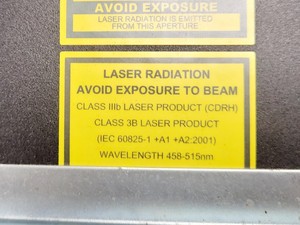 AVOID EXPOSURE
LASER RADIATION IS EMITTED
FROM THIS APERTURE
LASER RADIATION
AVOID EXPOSURE TO BEAM
CLASS IIIb LASER PRODUCT (CDRH)
CLASS 3B LASER PRODUCT
(IEC 60825-1 +A1 +A2:2001)
WAVELENGTH 458-515nm